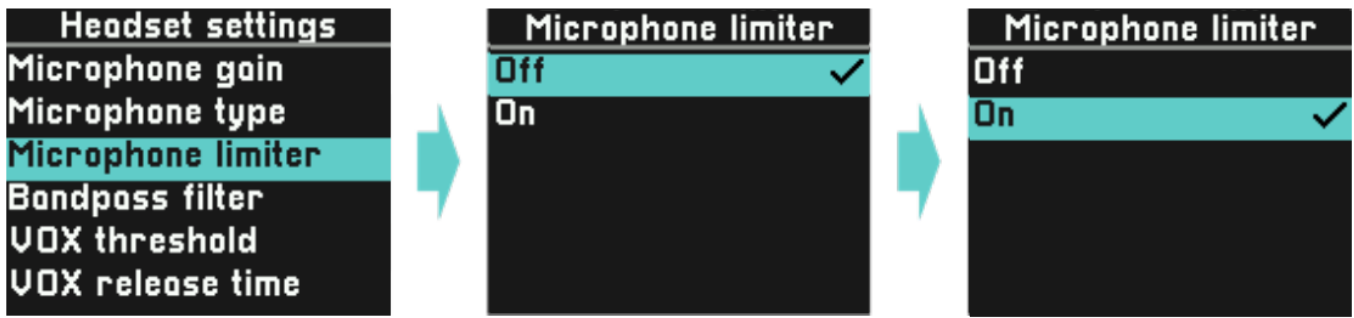 Headset settings
Microphone gain
Microphone type
Microphone limiter
Bandpass filter
VOX threshold
VOX release time
Microphone limiter
Off
On
Microphone limiter
Off
On